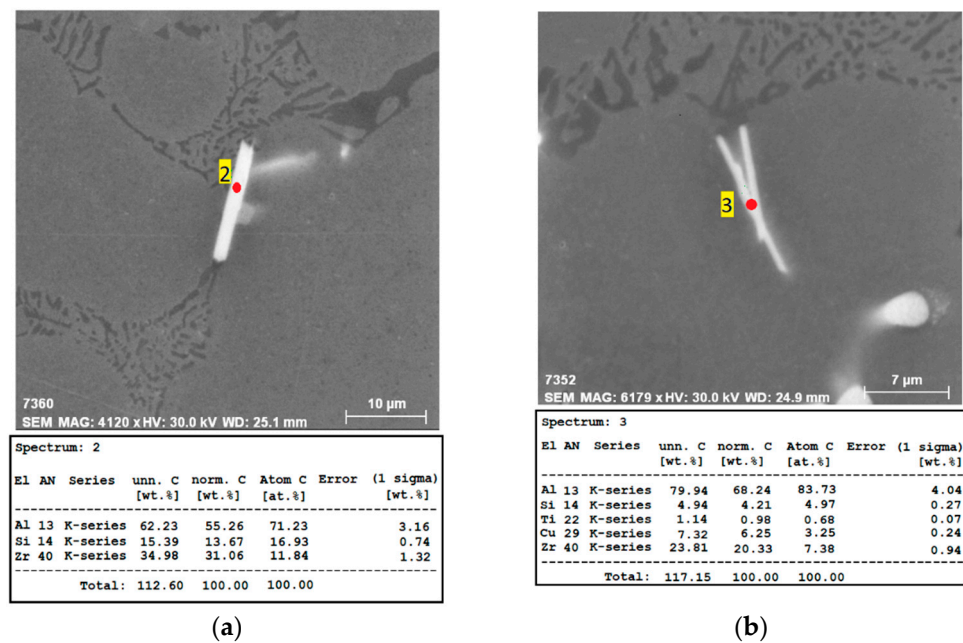 2
7360
SEM MAG: 4120 x HV: 30.0 kV WD: 25.1 mm
10 µm
Spectrum: 2
El AN Series unn. C norm. C Atom C Error (1 sigma)
[wt.%] [wt.%] [at.%] [wt.%]
Al 13 K-series 62.23 55.26 71.23 3.16
Si 14 K-series 15.39 13.67 16.93 0.74
Zr 40 K-series 34.98 31.06 11.84 1.32
Total: 112.60 100.00 100.00
(a)
3
7352
SEM MAG: 6179 x HV: 30.0 kV WD: 24.9 mm
7 µm
Spectrum: 3
El AN Series unn. C norm. C Atom C Error (1 sigma)
[wt.%] [wt.%] [at.%] [wt.%]
Al 13 K-series 79.94 68.24 83.73 4.04
Si 14 K-series 4.94 4.21 4.97 0.27
Ti 22 K-series 1.14 0.98 0.68 0.07
Cu 29 K-series 7.32 6.25 3.25 0.24
Zr 40 K-series 23.81 20.33 7.38 0.94
Total: 117.15 100.00 100.00
(b)